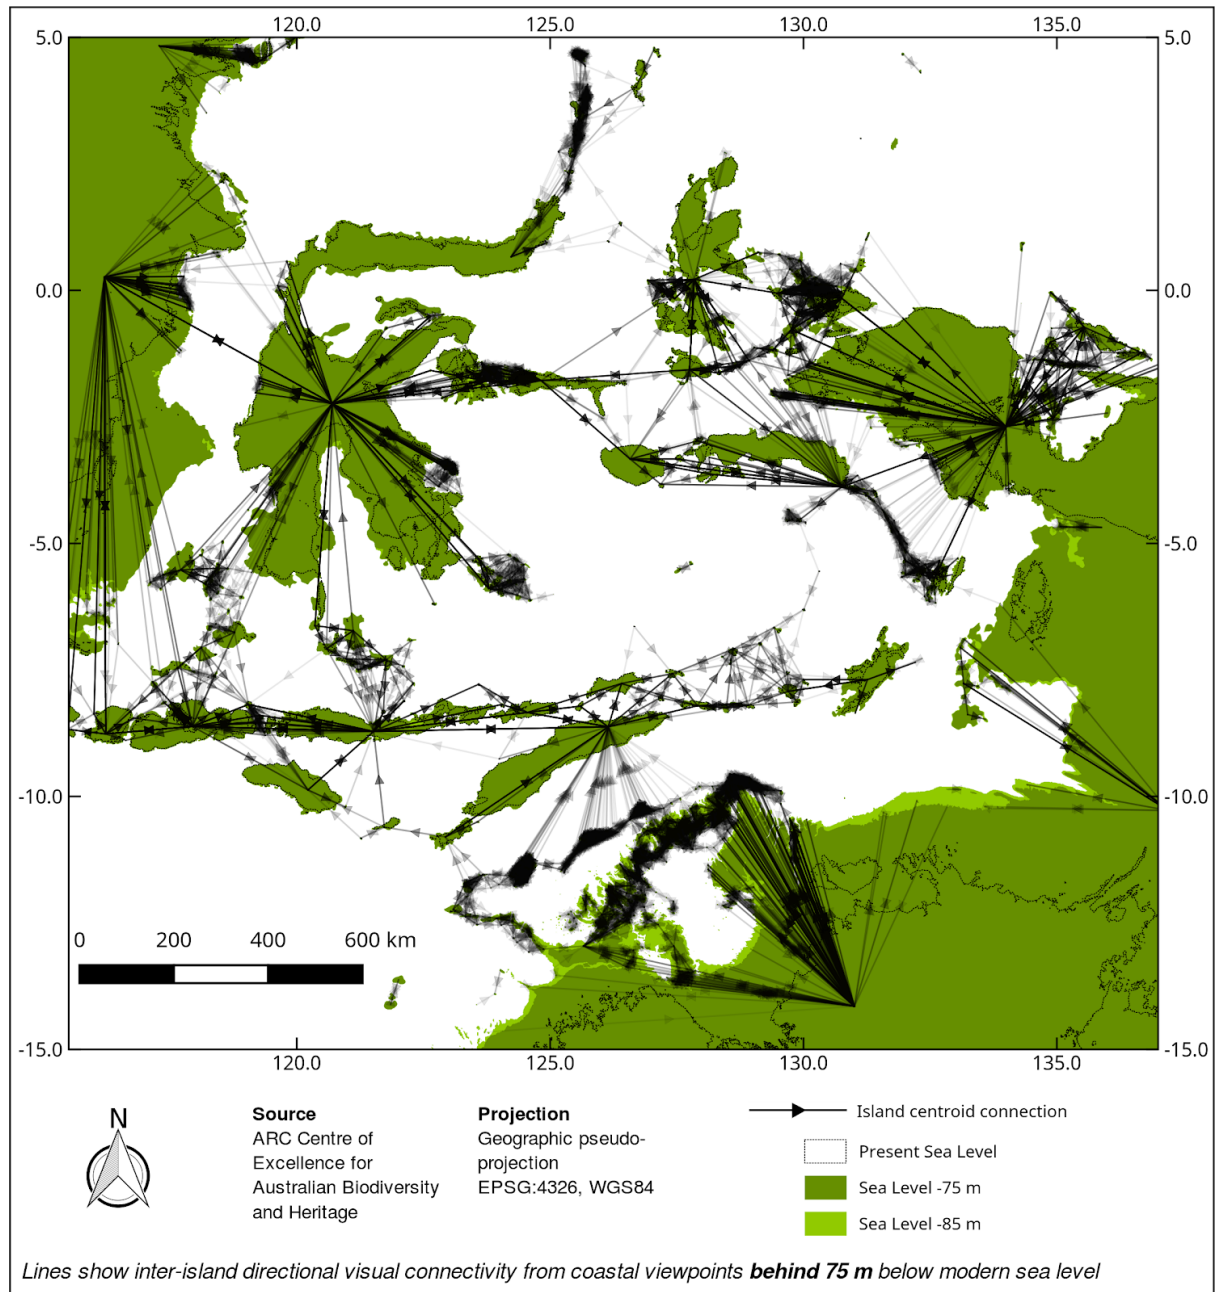 120.0 125.0 130.0 135.0
5.0 5.0
0.0 0.0
-5.0 -5.0
-10.0 -10.0
0 200 400 600 km
-15.0 -15.0
120.0 125.0 130.0 135.0
N
Source
ARC Centre of
Excellence for
Australian Biodiversity
and Heritage
Projection
Geographic pseudo-
projection
EPSG:4326, WGS84
Island centroid connection
Present Sea Level
Sea Level -75 m
Sea Level -85 m
Lines show inter-island directional visual connectivity from coastal viewpoints behind 75 m below modern sea level